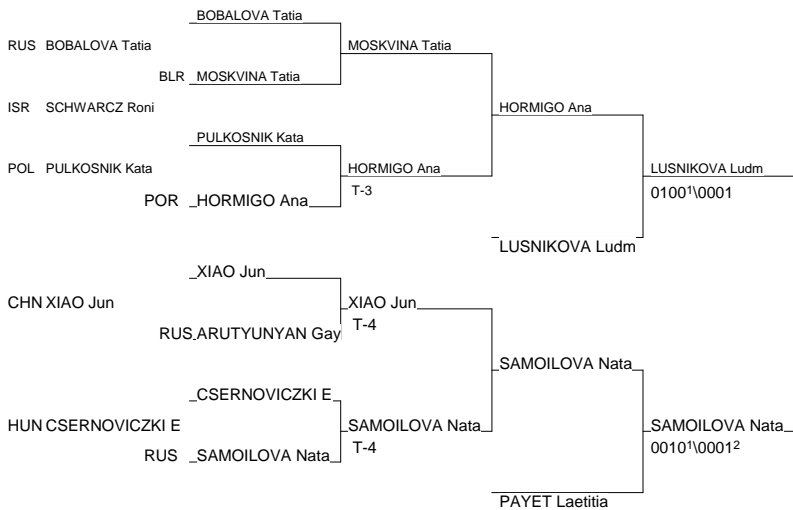 BOBALOVA Tatia
RUS BOBALOVA Tatia MOSKVINA Tatia
BLR MOSKVINA Tatia
ISR SCHWARCZ Roni HORMIGO Ana
PULKOSNIK Kata
POL PULKOSNIK Kata HORMIGO Ana LUSNIKOVA Ludm
T-3 0100¹\0001
POR HORMIGO Ana
LUSNIKOVA Ludm
XIAO Jun
CHN XIAO Jun XIAO Jun
T-4
RUS ARUTYUNYAN Gay
SAMOILOVA Nata
CSERNOVICZKI E
HUN CSERNOVICZKI E SAMOILOVA Nata SAMOILOVA Nata
T-4 0010¹\0001²
RUS SAMOILOVA Nata
PAYET Laetitia